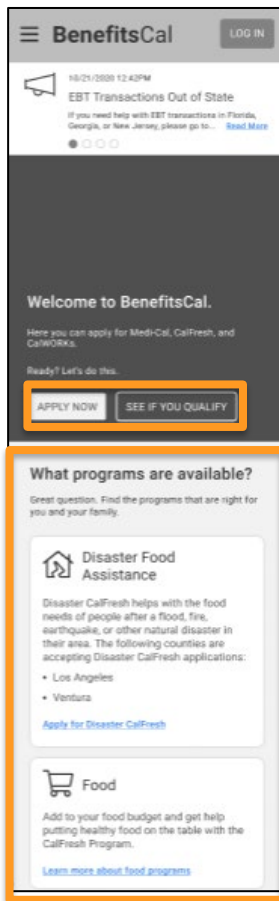 BenefitsCal
LOG IN
10/21/2020 12:42PM
EBT Transactions Out of State
If you need help with EBT transactions in Florida,
Georgia, or New Jersey, please go to... Read More
Welcome to BenefitsCal.
Here you can apply for Medi-Cal, CalFresh, and
CalWORKs.
Ready? Let's do this.
APPLY NOW
SEE IF YOU QUALIFY
What programs are available?
Great question. Find the programs that are right for
you and your family.
Disaster Food
Assistance
Disaster CalFresh helps with the food
needs of people after a flood, fire,
earthquake, or other natural disaster in
their area. The following counties are
accepting Disaster CalFresh applications:
• Los Angeles
• Ventura
Apply for Disaster CalFresh
Food
Add to your food budget and get help
putting healthy food on the table with the
CalFresh Program.
Learn more about food programs